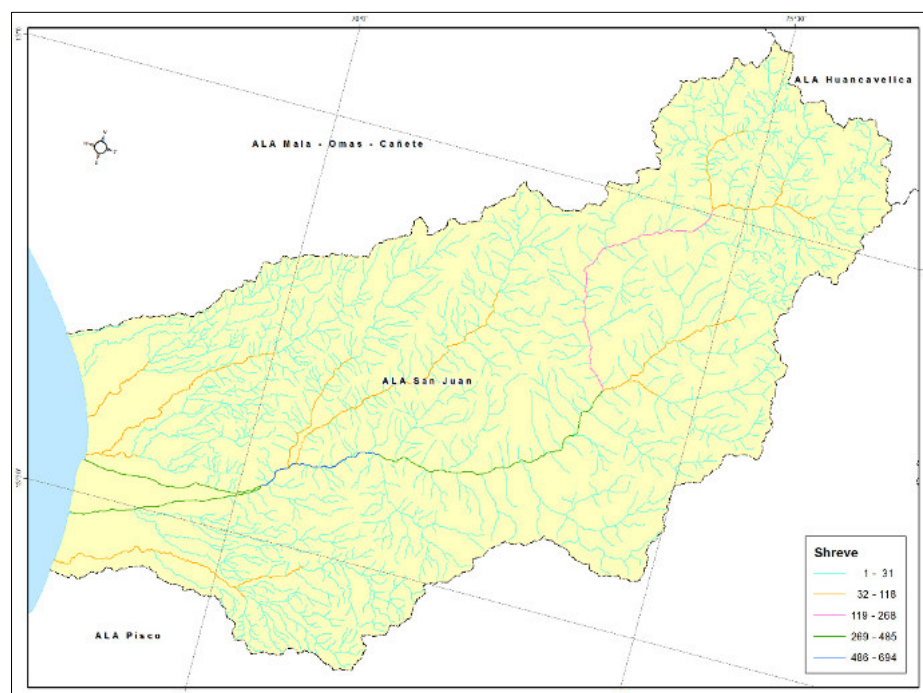 ALA Huancavelica
ALA Mala - Omas - Cañete
ALA San Juan
ALA Pisco
Shreve
1 - 31
32 - 118
119 - 268
269 - 485
486 - 694